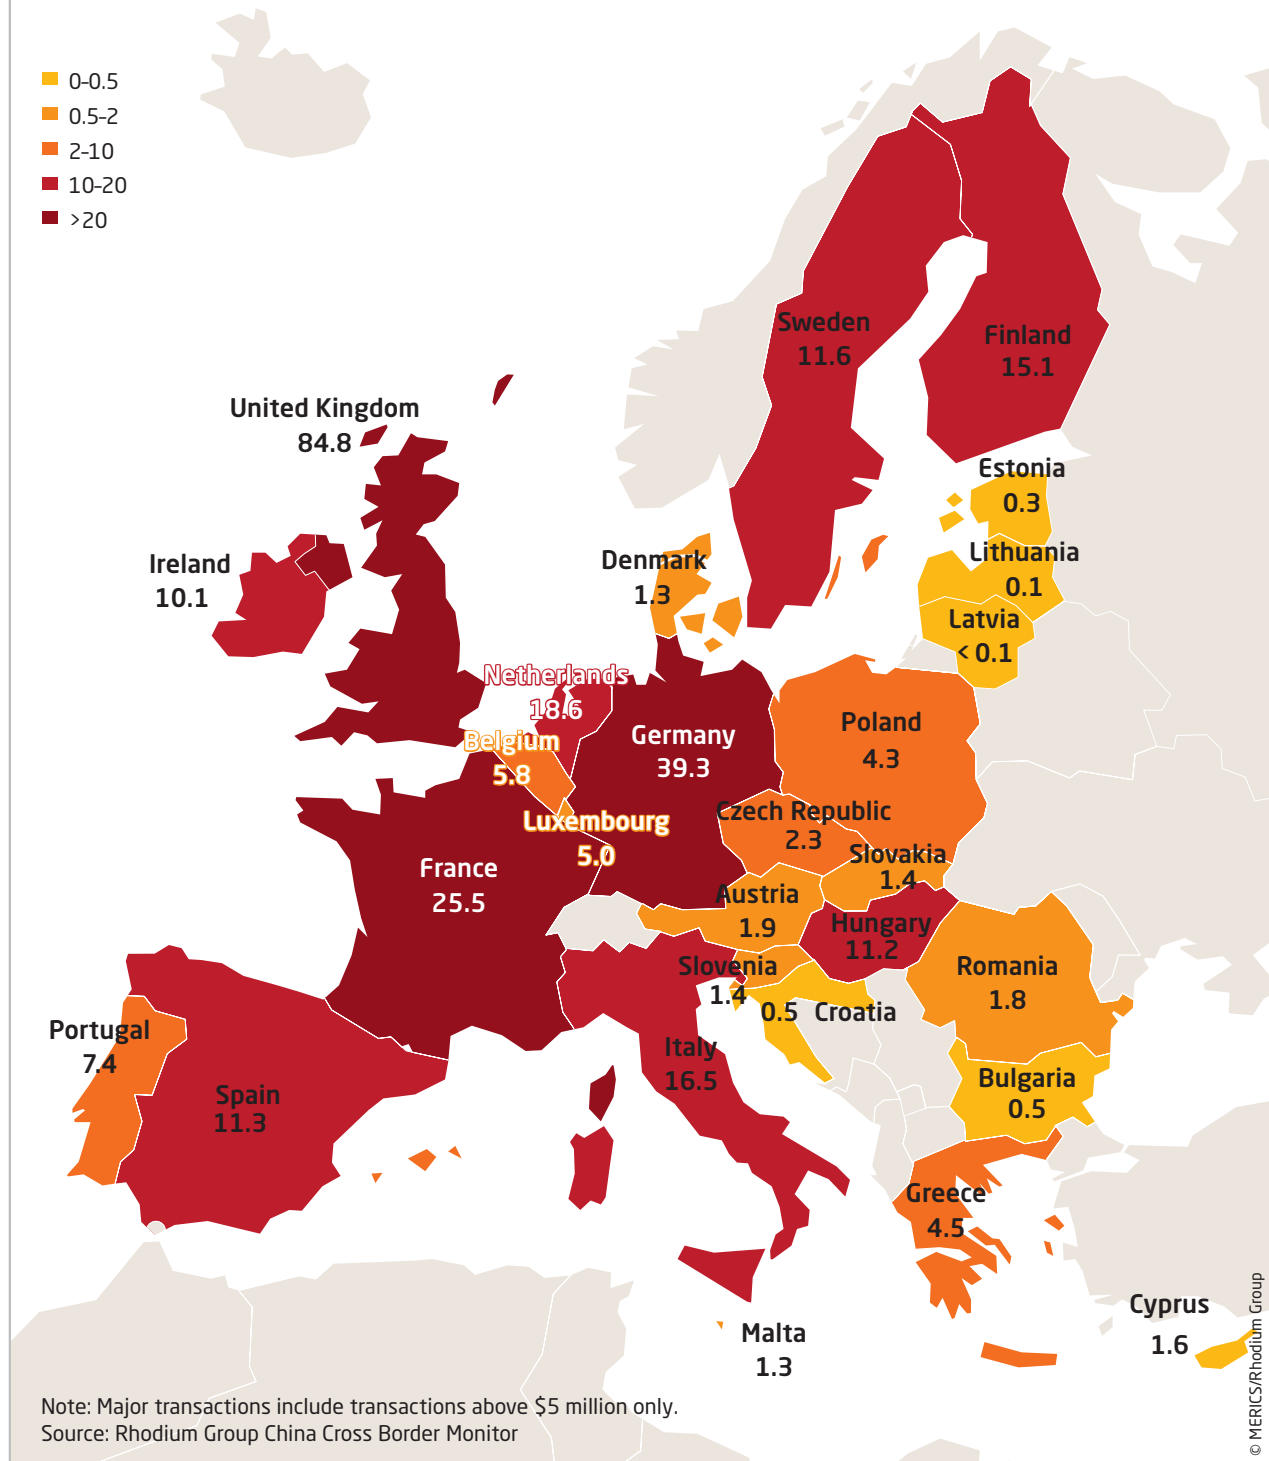 0-0.5
0.5-2
2-10
10-20
>20
Sweden
11.6
Finland
15.1
United Kingdom
84.8
Estonia
0.3
Ireland
10.1
Denmark
1.3
Lithuania
0.1
Latvia
< 0.1
Netherlands
18.6
Belgium
5.8
Germany
39.3
Poland
4.3
Luxembourg
5.0
Czech Republic
2.3
Slovakia
1.4
France
25.5
Austria
1.9
Hungary
11.2
Slovenia
1.4
0.5 Croatia
Romania
1.8
Portugal
7.4
Spain
11.3
Italy
16.5
Bulgaria
0.5
Greece
4.5
Malta
1.3
Cyprus
1.6
Note: Major transactions include transactions above $5 million only.
Source: Rhodium Group China Cross Border Monitor
© MERICS/Rhodium Group